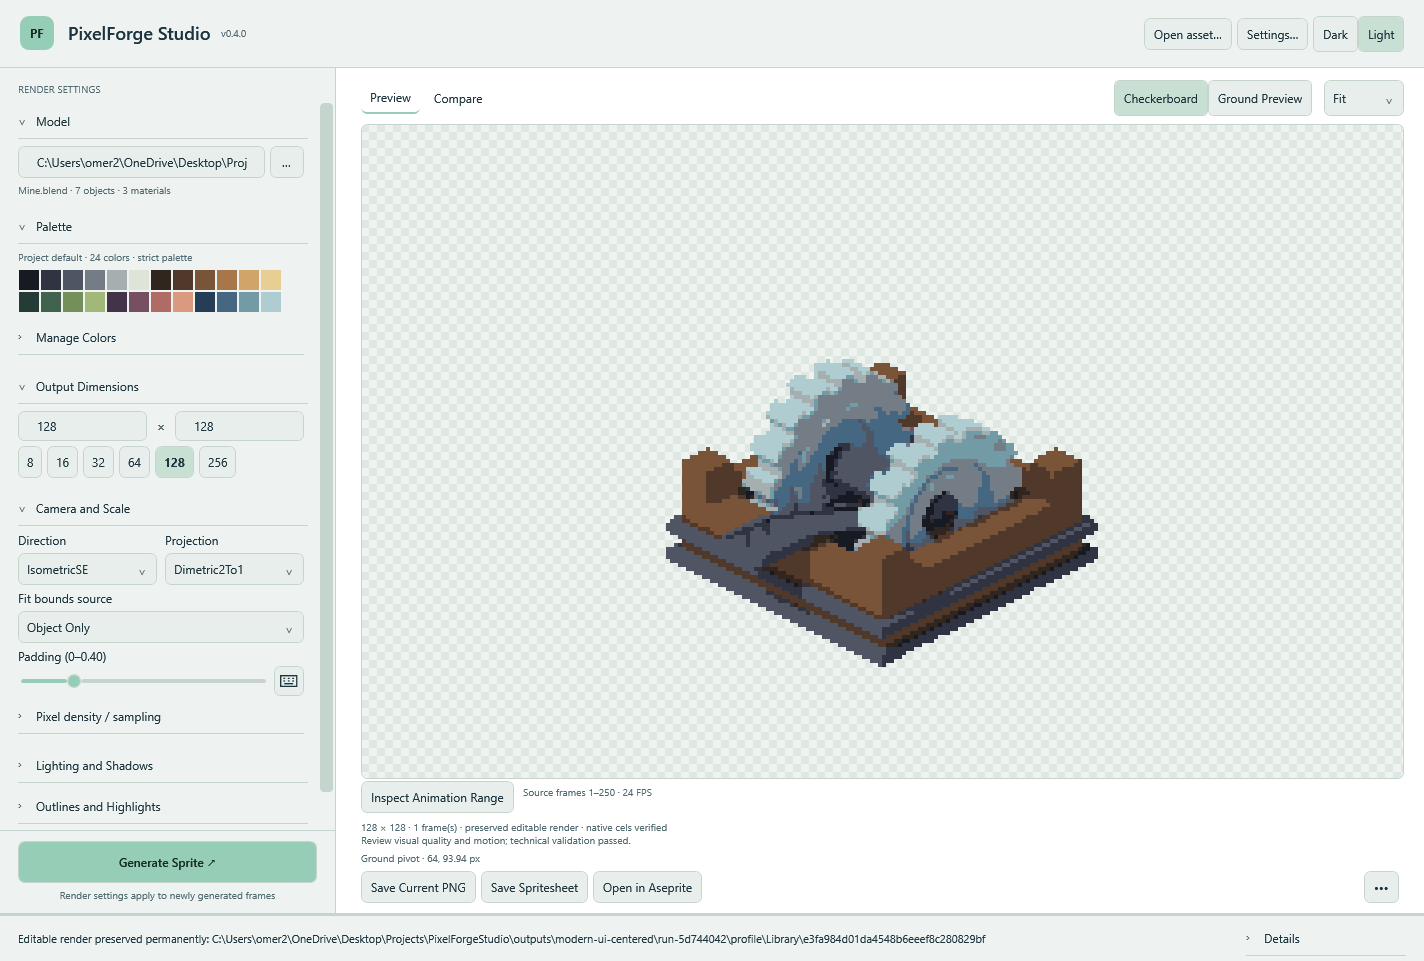 PF PixelForge Studio v0.4.0 Open asset... Settings... Dark Light
RENDER SETTINGS
Model
C:\Users\omer2\OneDrive\Desktop\Proj ...
Mine.blend · 7 objects · 3 materials
Palette
Project default · 24 colors · strict palette
Manage Colors
Output Dimensions
128 × 128
8 16 32 64 128 256
Camera and Scale
Direction Projection
IsometricSE Dimetric2To1
Fit bounds source
Object Only
Padding (0–0.40)
Pixel density / sampling
Lighting and Shadows
Outlines and Highlights
Generate Sprite ↗
Render settings apply to newly generated frames
Preview Compare Checkerboard Ground Preview Fit
Inspect Animation Range Source frames 1–250 · 24 FPS
128 × 128 · 1 frame(s) · preserved editable render · native cels verified
Review visual quality and motion; technical validation passed.
Ground pivot · 64, 93.94 px
Save Current PNG Save Spritesheet Open in Aseprite •••
Editable render preserved permanently: C:\Users\omer2\OneDrive\Desktop\Projects\PixelForgeStudio\outputs\modern-ui-centered\run-5d744042\profile\Library\e3fa984d01da4548b6eeef8c280829bf Details